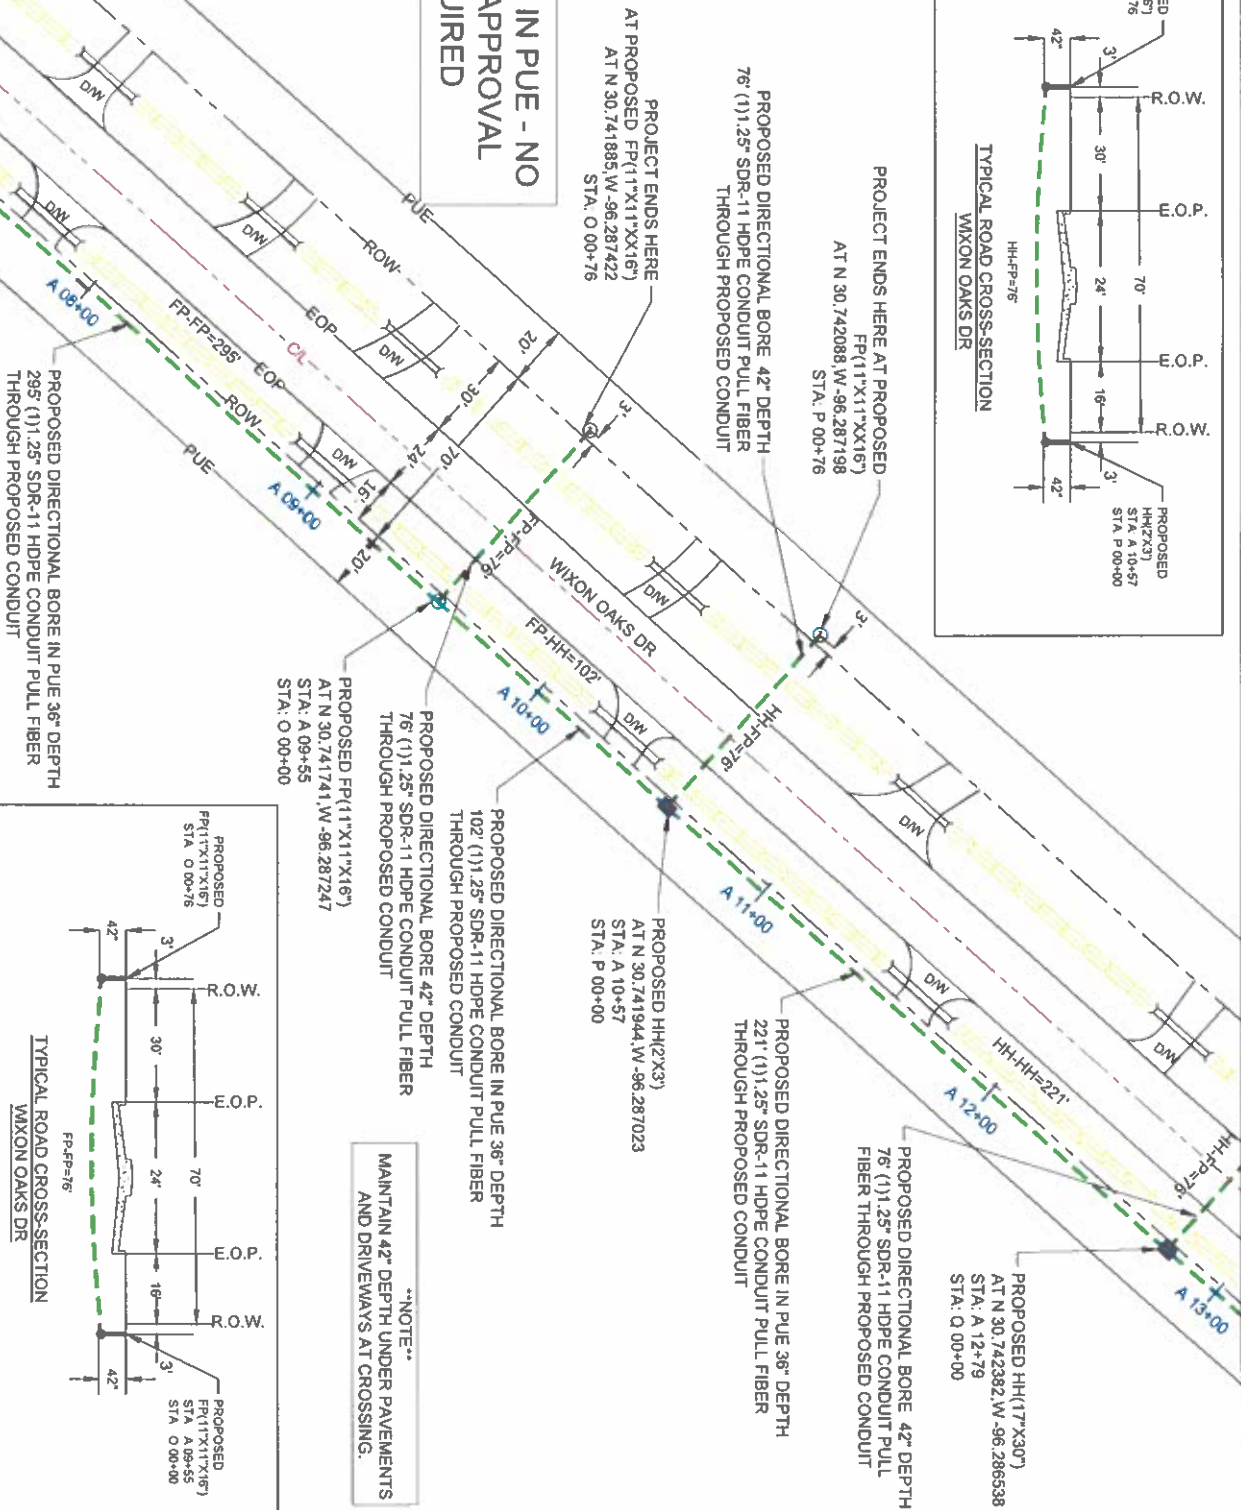 IN PUE - NO
APPROVAL
UIRED
PROJECT ENDS HERE
AT PROPOSED FP(11"X11"XX16")
AT N 30.741885,W -96.287422
STA: O 00+76
PROPOSED DIRECTIONAL BORE 42" DEPTH
76' (1)1.25" SDR-11 HDPE CONDUIT PULL FIBER
THROUGH PROPOSED CONDUIT
PROJECT ENDS HERE AT PROPOSED
FP(11"X11"XX16")
AT N 30.742088,W -96.287198
STA: P 00+76
ED
6")
76
42"
3'
R.O.W.
30'
E.O.P.
24'
70'
E.O.P.
16'
R.O.W.
3'
42"
PROPOSED
HH(2'X3')
STA A 10+57
STA P 00+00
HH-FP=76'
TYPICAL ROAD CROSS-SECTION
WIXON OAKS DR
PUE
ROW
EOP
C/L
EOP
ROW
PUE
D/W
D/W
D/W
D/W
D/W
D/W
D/W
D/W
D/W
D/W
20'
30'
24'
70'
16'
20'
3'
3'
WIXON OAKS DR
FP-FP=295'
FP-FP=76'
FP-HH=102'
HH-FP=76'
HH-HH=221'
HH-FP=76'
A 08+00
A 09+00
A 10+00
A 11+00
A 12+00
A 13+00
PROPOSED DIRECTIONAL BORE IN PUE 36" DEPTH
295' (1)1.25" SDR-11 HDPE CONDUIT PULL FIBER
THROUGH PROPOSED CONDUIT
PROPOSED FP(11"X11"X16")
AT N 30.741741,W -96.287247
STA: A 09+55
STA: O 00+00
PROPOSED DIRECTIONAL BORE 42" DEPTH
76' (1)1.25" SDR-11 HDPE CONDUIT PULL FIBER
THROUGH PROPOSED CONDUIT
PROPOSED DIRECTIONAL BORE IN PUE 36" DEPTH
102' (1)1.25" SDR-11 HDPE CONDUIT PULL FIBER
THROUGH PROPOSED CONDUIT
PROPOSED HH(2'X3')
AT N 30.741944,W -96.287023
STA: A 10+57
STA: P 00+00
PROPOSED DIRECTIONAL BORE IN PUE 36" DEPTH
221' (1)1.25" SDR-11 HDPE CONDUIT PULL FIBER
THROUGH PROPOSED CONDUIT
PROPOSED DIRECTIONAL BORE 42" DEPTH
76' (1)1.25" SDR-11 HDPE CONDUIT PULL
FIBER THROUGH PROPOSED CONDUIT
PROPOSED HH(17"X30")
AT N 30.742382,W -96.286538
STA: A 12+79
STA: Q 00+00
**NOTE**
MAINTAIN 42" DEPTH UNDER PAVEMENTS
AND DRIVEWAYS AT CROSSING.
PROPOSED
FP(11"X11"X16")
STA O 00+76
42"
3'
R.O.W.
30'
E.O.P.
24'
70'
E.O.P.
16'
R.O.W.
3'
42"
PROPOSED
FP(11"X11"X16")
STA A 09+55
STA O 00+00
FP-FP=76'
TYPICAL ROAD CROSS-SECTION
WIXON OAKS DR